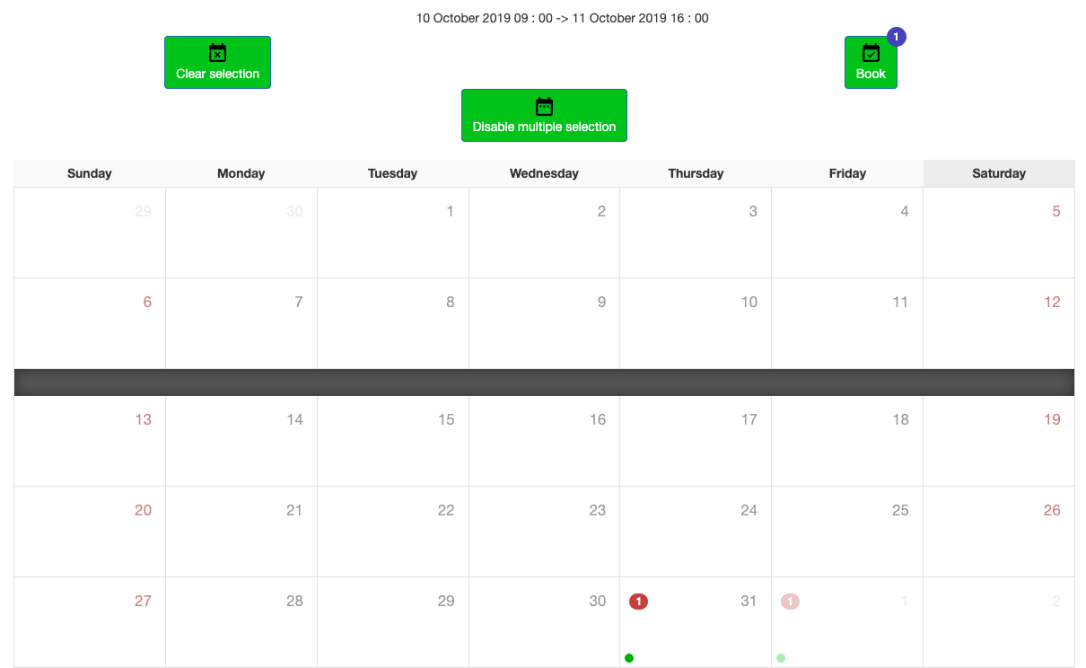 10 October 2019 09 : 00 -> 11 October 2019 16 : 00
1
Clear selection
Book
Disable multiple selection
Sunday Monday Tuesday Wednesday Thursday Friday Saturday
29 30 1 2 3 4 5
6 7 8 9 10 11 12
13 14 15 16 17 18 19
20 21 22 23 24 25 26
27 28 29 30 1 31 1 1 2